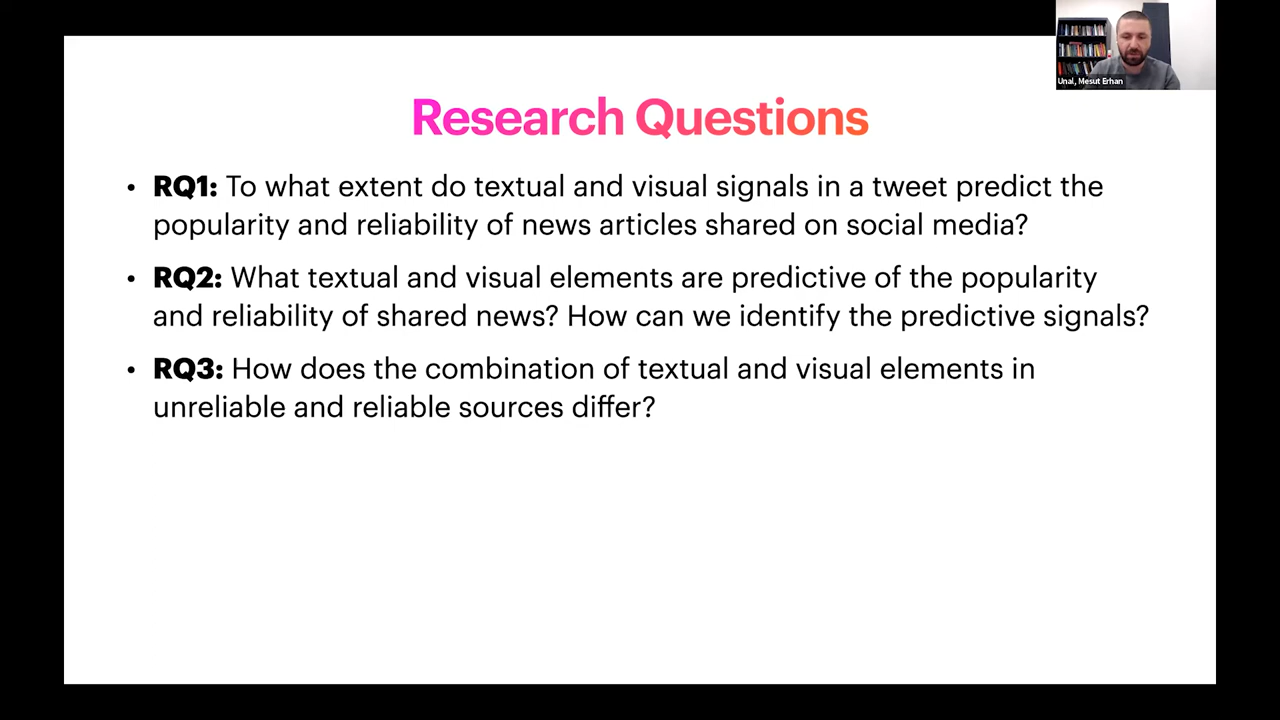 Unal, Mesut Erhan
Research Questions
• RQ1: To what extent do textual and visual signals in a tweet predict the
popularity and reliability of news articles shared on social media?
• RQ2: What textual and visual elements are predictive of the popularity
and reliability of shared news? How can we identify the predictive signals?
• RQ3: How does the combination of textual and visual elements in
unreliable and reliable sources differ?